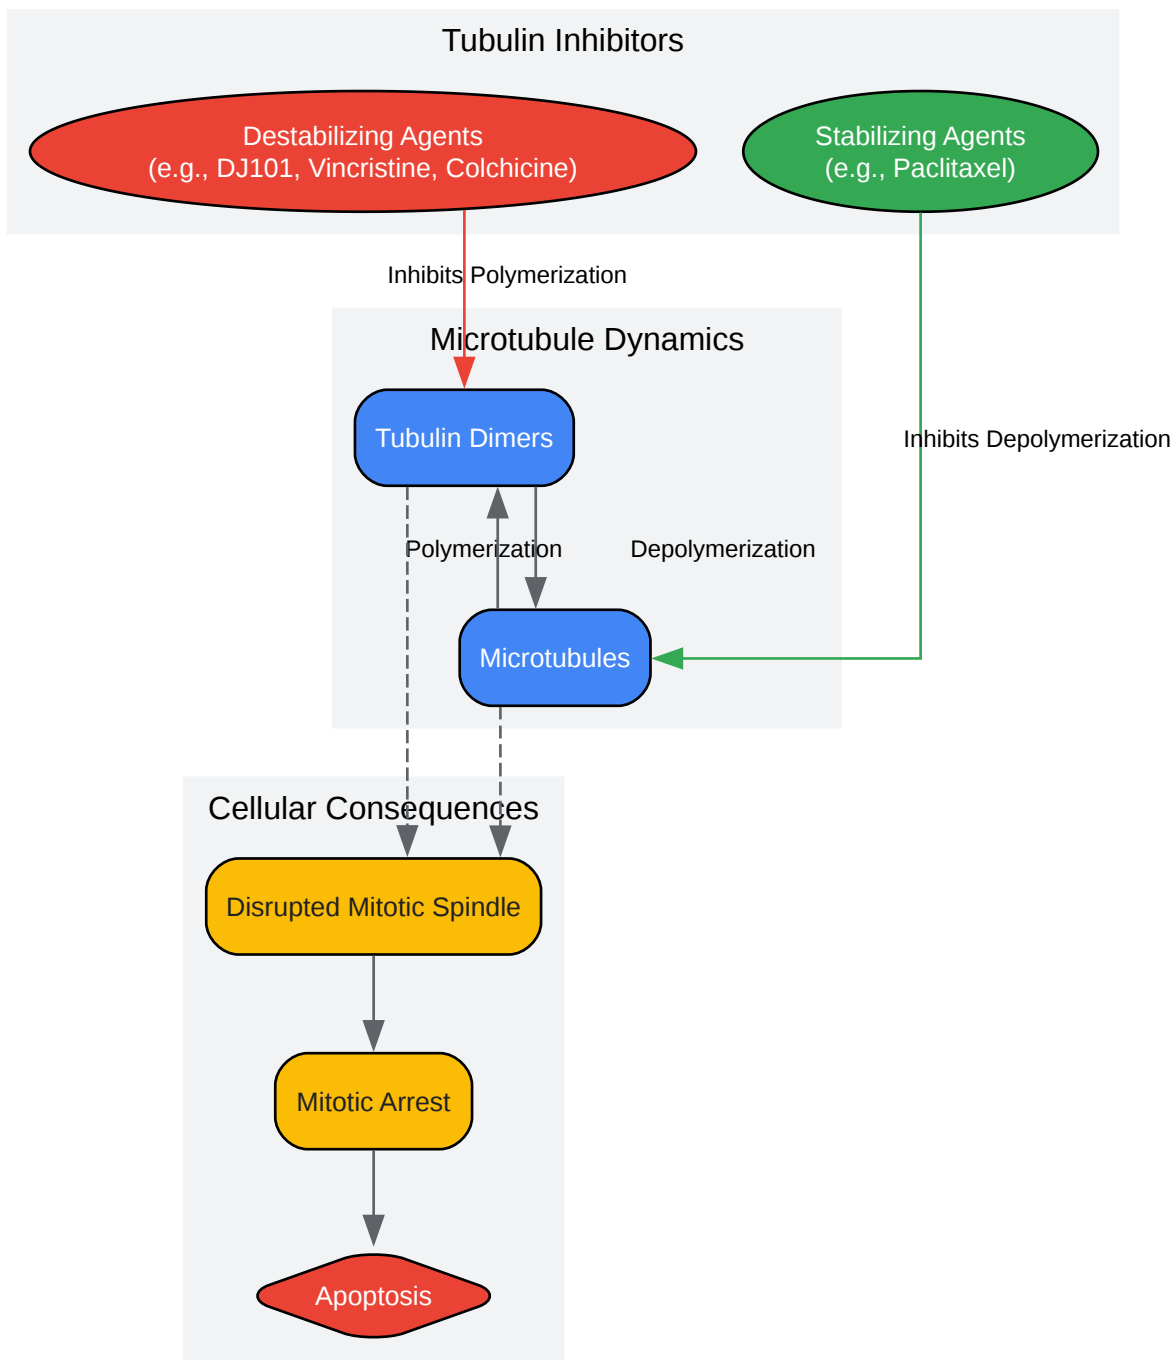 Tubulin Inhibitors
Destabilizing Agents
(e.g., DJ101, Vincristine, Colchicine)
Stabilizing Agents
(e.g., Paclitaxel)
Inhibits Polymerization
Microtubule Dynamics
Tubulin Dimers
Inhibits Depolymerization
Polymerization
Depolymerization
Microtubules
Cellular Consequences
Disrupted Mitotic Spindle
Mitotic Arrest
Apoptosis